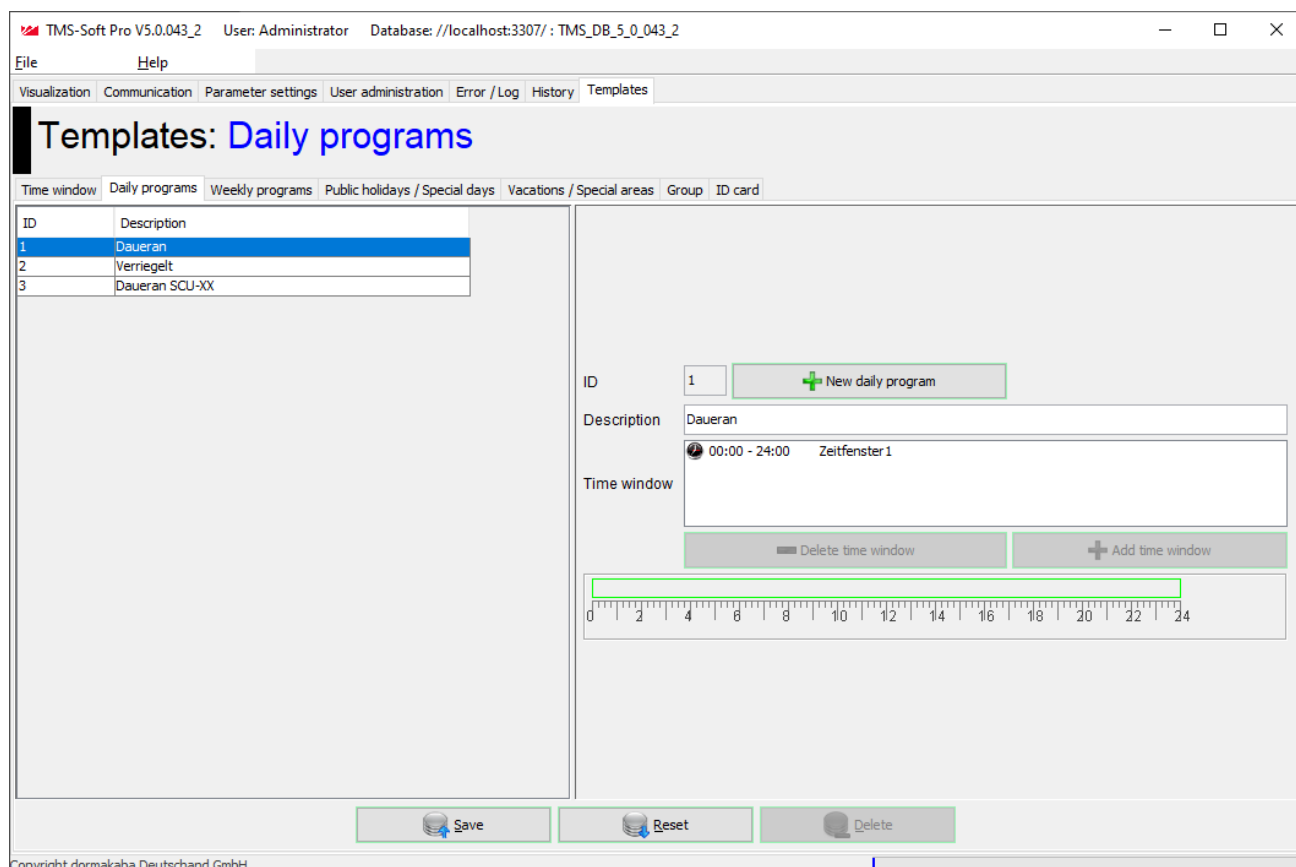 TMS-Soft Pro V5.0.043_2 User: Administrator Database: //localhost:3307/ : TMS_DB_5_0_043_2
File Help
Visualization Communication Parameter settings User administration Error / Log History Templates
Templates: Daily programs
Time window Daily programs Weekly programs Public holidays / Special days Vacations / Special areas Group ID card
ID Description
1 Daueran
2 Verriegelt
3 Daueran SCU-XX
ID 1 New daily program
Description Daueran
Time window
00:00 - 24:00 Zeitfenster1
Delete time window Add time window
0 2 4 6 8 10 12 14 16 18 20 22 24
Save Reset Delete
Copyright dormakaba Deutschand GmbH